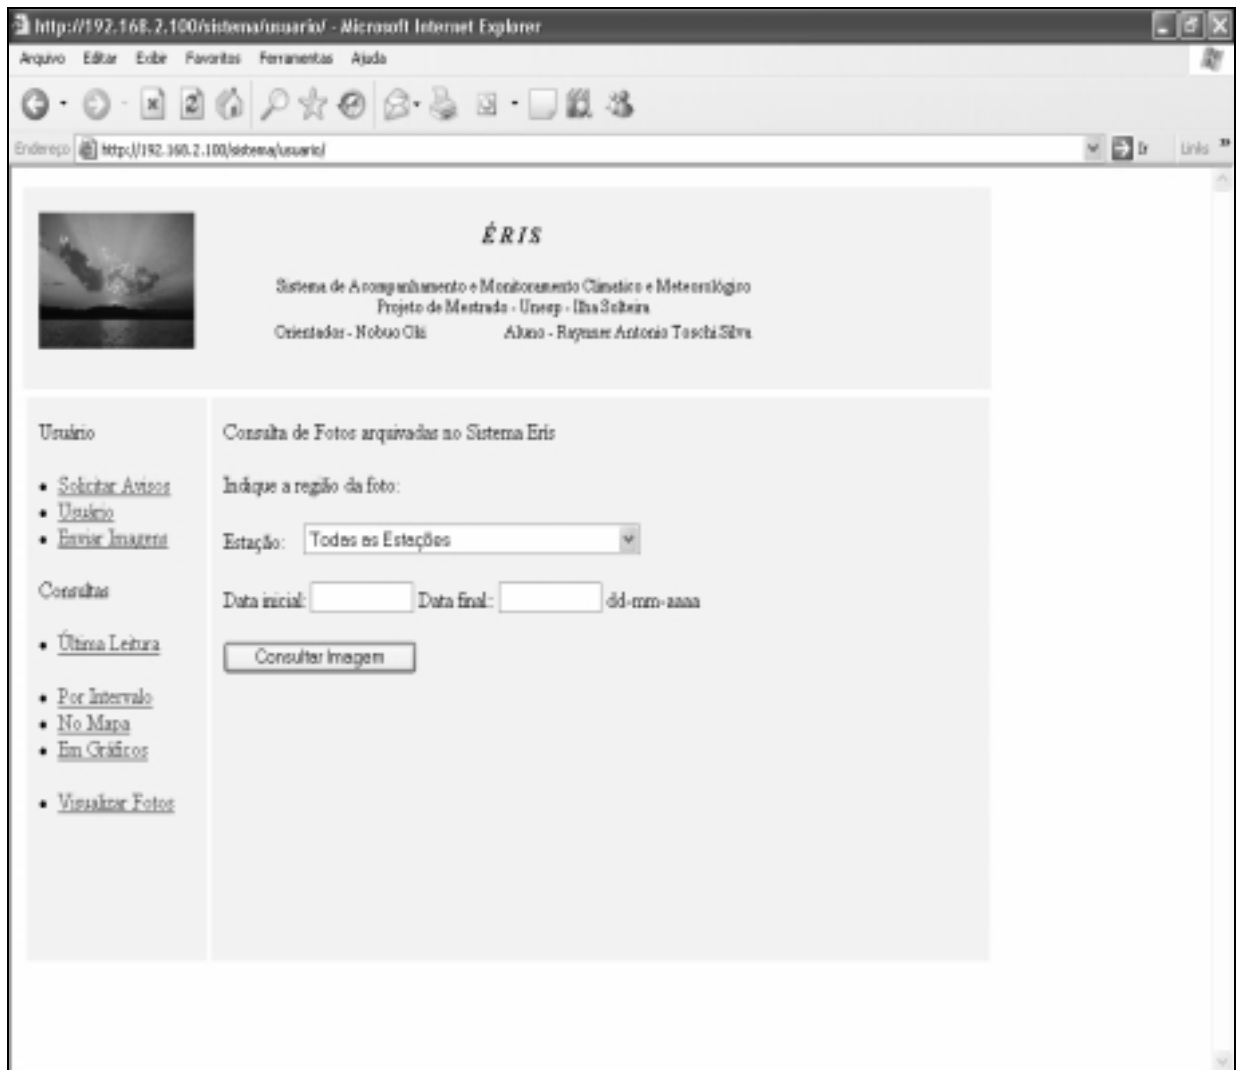 http://192.168.2.100/sistema/usuario/ - Microsoft Internet Explorer
Arquivo Editar Exibir Favoritos Ferramentas Ajuda
Endereço http://192.168.2.100/sistema/usuario/ Ir Links »
ÉRIS
Sistema de Acompanhamento e Monitoramento Climatico e Meteorológico
Projeto de Mestrado - Unesp - Ilha Solteira
Orientador - Nobuo Oki Aluno - Raymner Antonio Toschi Silva
Usuário
• Solicitar Avisos
• Usuário
• Enviar Imagens
Consultas
• Última Leitura
• Por Intervalo
• No Mapa
• Em Gráficos
• Visualizar Fotos
Consulta de Fotos arquivadas no Sistema Eris
Indique a região da foto:
Estação: Todas as Estações
Data inicial: Data final: dd-mm-aaaa
Consultar Imagem